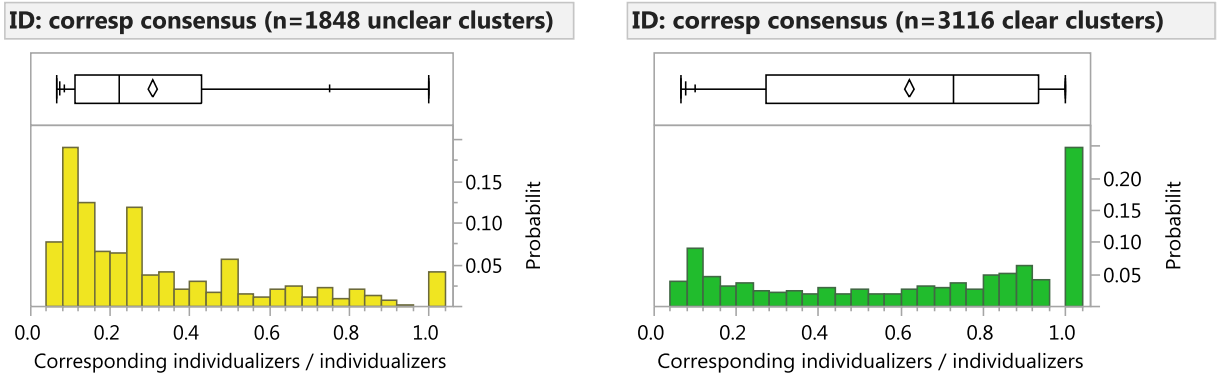 ID: corresp consensus (n=1848 unclear clusters)
0.15
0.10
0.05
Probabilit
0.0 0.2 0.4 0.6 0.8 1.0
Corresponding individualizers / individualizers
ID: corresp consensus (n=3116 clear clusters)
0.20
0.15
0.10
0.05
Probabilit
0.0 0.2 0.4 0.6 0.8 1.0
Corresponding individualizers / individualizers